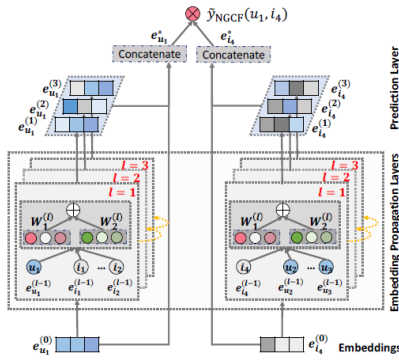 ỹNGCF(u₁, i₄)
e*u₁ e*i₄
Concatenate Concatenate
Prediction Layer
e(3)u₁ e(3)i₄
e(2)u₁ e(2)i₄
e(1)u₁ e(1)i₄
l = 3 l = 3
l = 2 l = 2
l = 1 l = 1
Embedding Propagation Layers
W(l)1 W(l)2 W(l)1 W(l)2
u₁ i₁ ... i₂ i₄ u₂ ... u₃
e(l-1)u₁ e(l-1)i₁ e(l-1)i₂ e(l-1)i₄ e(l-1)u₂ e(l-1)u₃
e(0)u₁ e(0)i₄ Embeddings